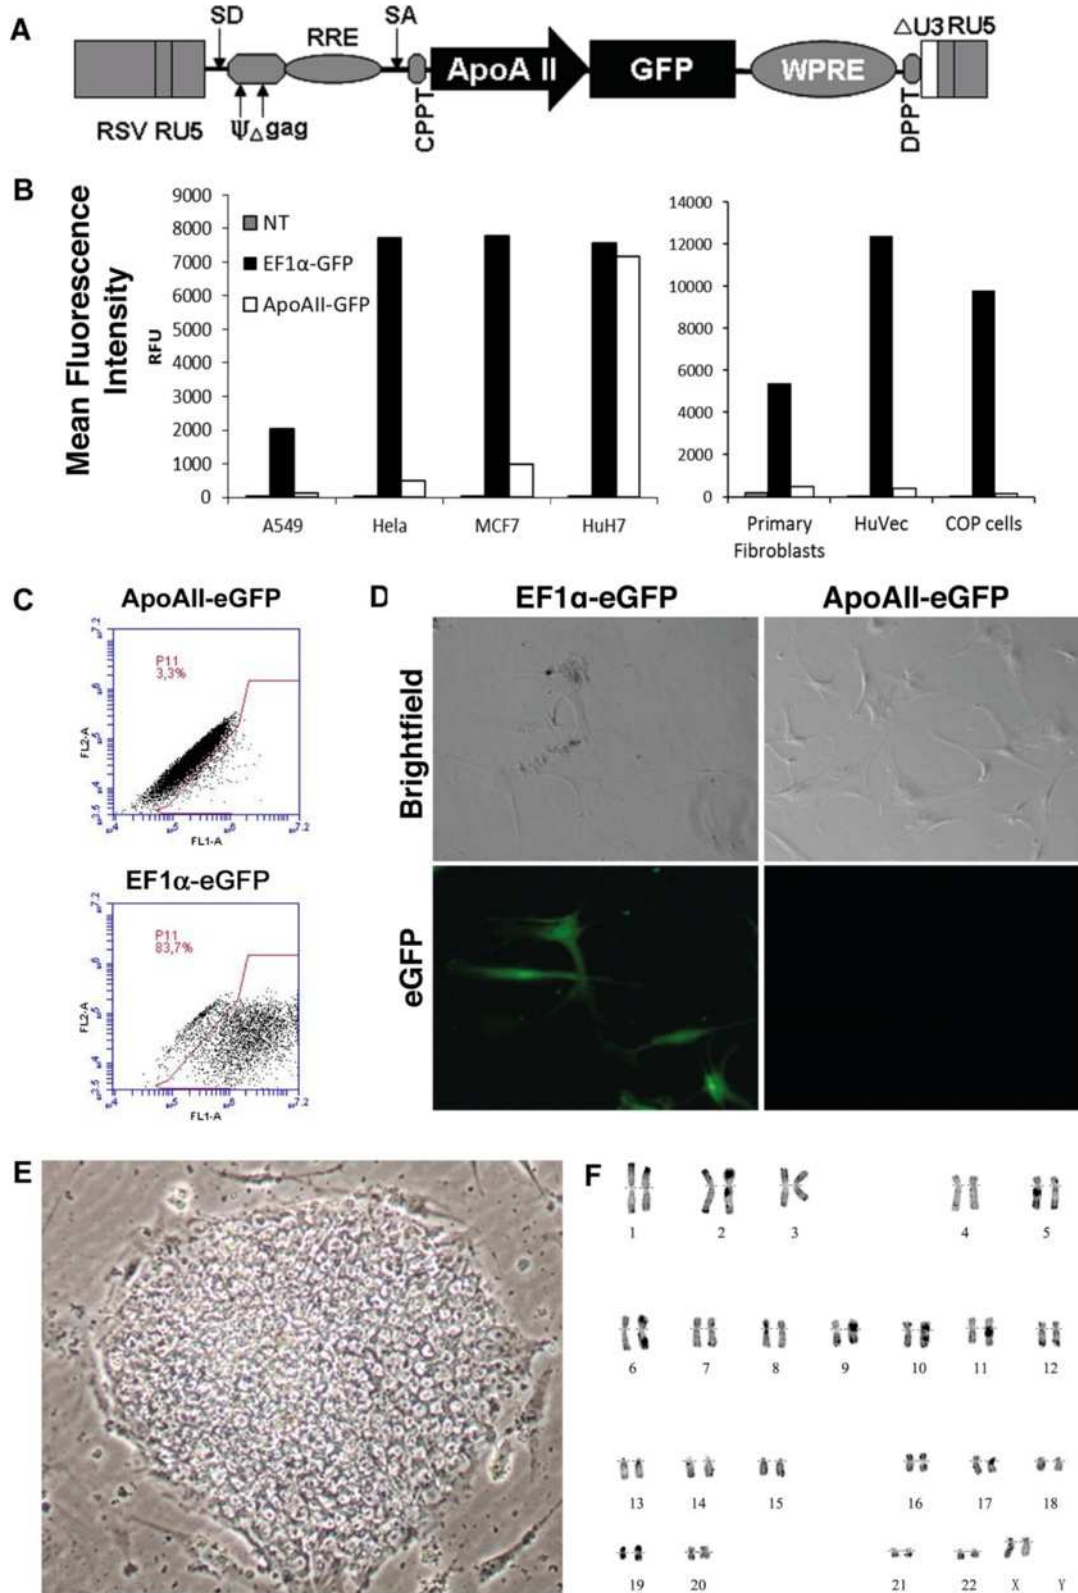 A
SD
SA
RRE
ΔU3 RU5
ApoA II
GFP
WPRE
RSV RU5
ΨΔgag
CPPT
DPPT
B
Mean Fluorescence
Intensity
RFU
9000
8000
7000
6000
5000
4000
3000
2000
1000
0
NT
EF1α-GFP
ApoAII-GFP
A549
Hela
MCF7
HuH7
14000
12000
10000
8000
6000
4000
2000
0
Primary
Fibroblasts
HuVec
COP cells
C
ApoAII-eGFP
P11
3,3%
FL2-A
FL1-A
EF1α-eGFP
P11
83,7%
FL2-A
FL1-A
D
EF1α-eGFP
ApoAII-eGFP
Brightfield
eGFP
E
F
1 2 3 4 5
6 7 8 9 10 11 12
13 14 15 16 17 18
19 20 21 22 X Y